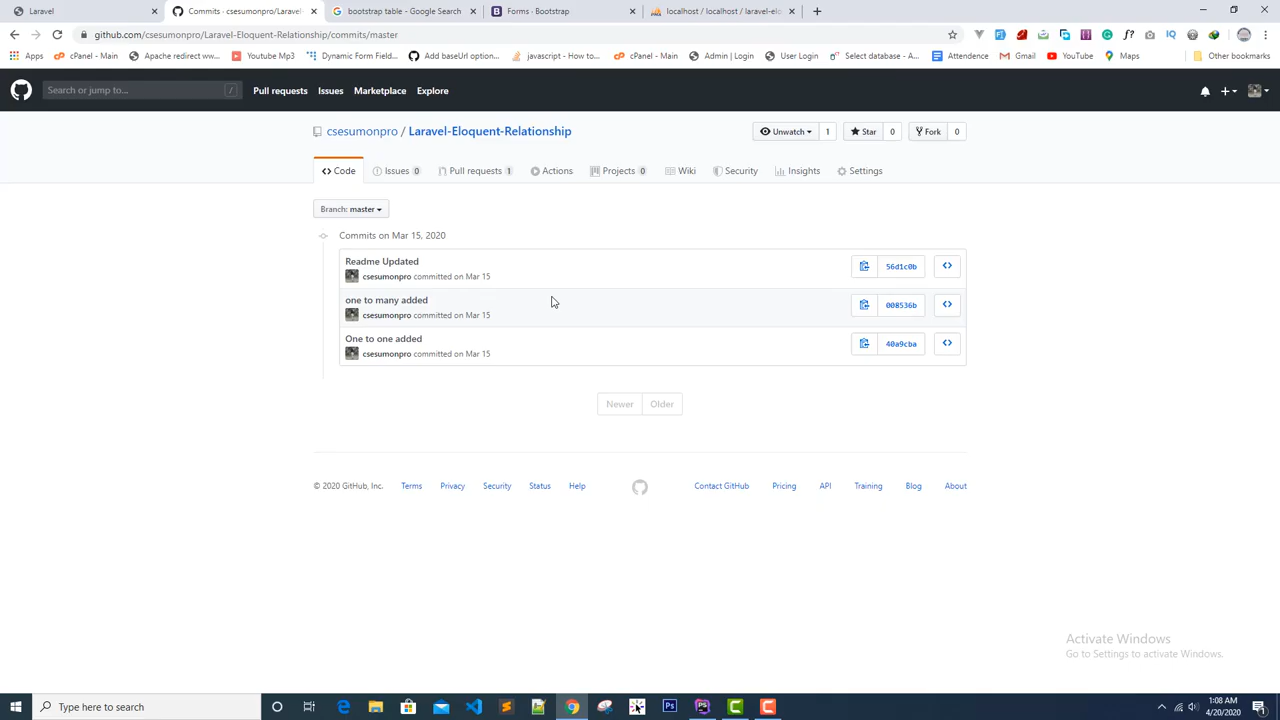 Laravel
Commits · csesumonpro/Laravel-
bootstrap table - Google Search
Forms · Bootstrap
localhost / localhost / laravel-elo
github.com/csesumonpro/Laravel-Eloquent-Relationship/commits/master
Apps
cPanel - Main
Apache redirect ww...
Youtube Mp3
Dynamic Form Field...
Add baseUrl option...
javascript - How to...
cPanel - Main
Admin | Login
User Login
Select database - A...
Attendence
Gmail
YouTube
Maps
Other bookmarks
Search or jump to...
/
Pull requests
Issues
Marketplace
Explore
csesumonpro / Laravel-Eloquent-Relationship
Unwatch
1
Star
0
Fork
0
Code
Issues 0
Pull requests 1
Actions
Projects 0
Wiki
Security
Insights
Settings
Branch: master
Commits on Mar 15, 2020
Readme Updated
csesumonpro committed on Mar 15
56d1c0b
one to many added
csesumonpro committed on Mar 15
008536b
One to one added
csesumonpro committed on Mar 15
40a9cba
Newer
Older
© 2020 GitHub, Inc.
Terms
Privacy
Security
Status
Help
Contact GitHub
Pricing
API
Training
Blog
About
Activate Windows
Go to Settings to activate Windows.
Type here to search
1:08 AM
4/20/2020